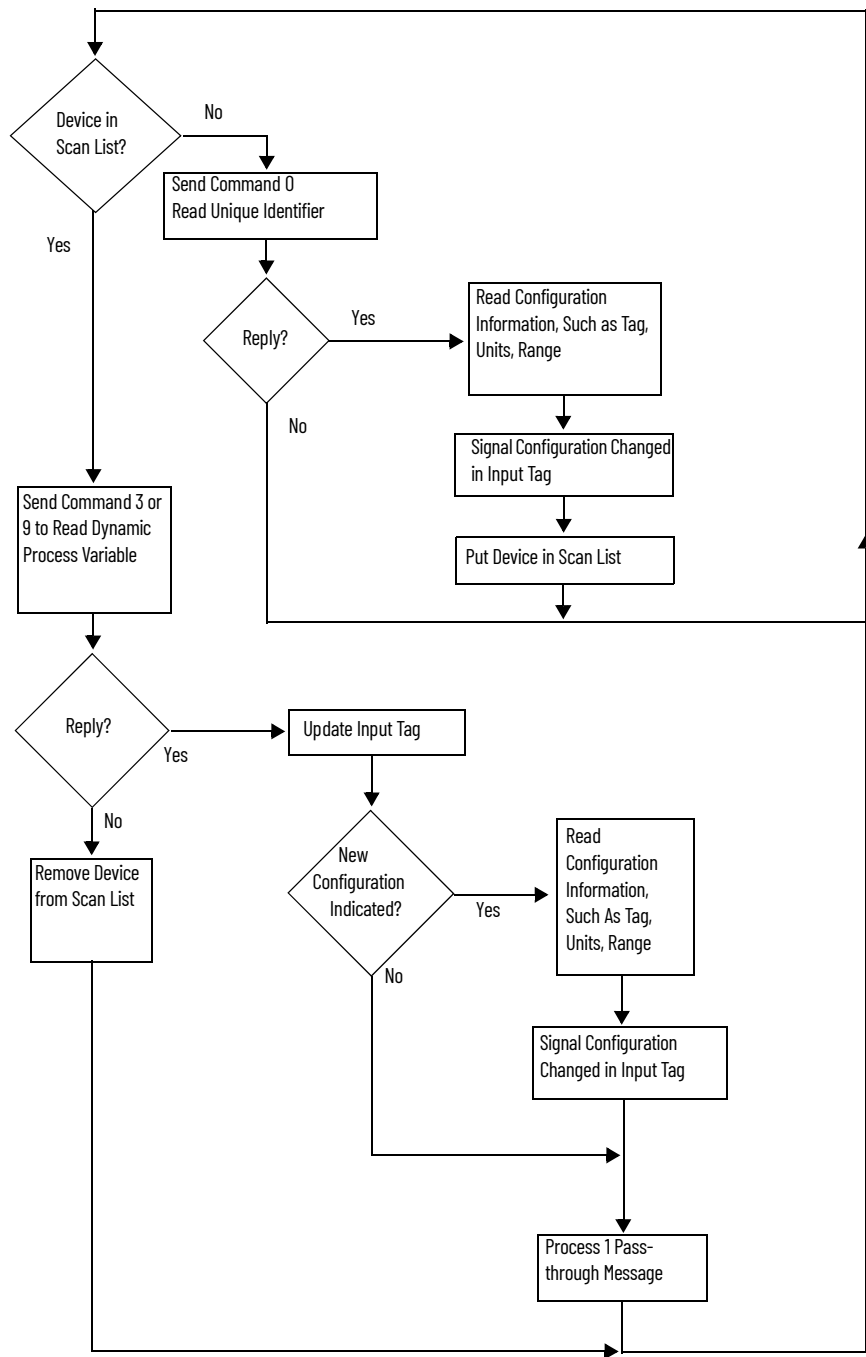 Device in
Scan List?
No
Yes
Send Command 0
Read Unique Identifier
Reply?
Yes
No
Read Configuration
Information, Such as Tag,
Units, Range
Signal Configuration Changed
in Input Tag
Put Device in Scan List
Send Command 3 or
9 to Read Dynamic
Process Variable
Reply?
Yes
No
Update Input Tag
Remove Device
from Scan List
New
Configuration
Indicated?
Yes
No
Read
Configuration
Information,
Such As Tag,
Units, Range
Signal Configuration
Changed in Input Tag
Process 1 Pass-
through Message